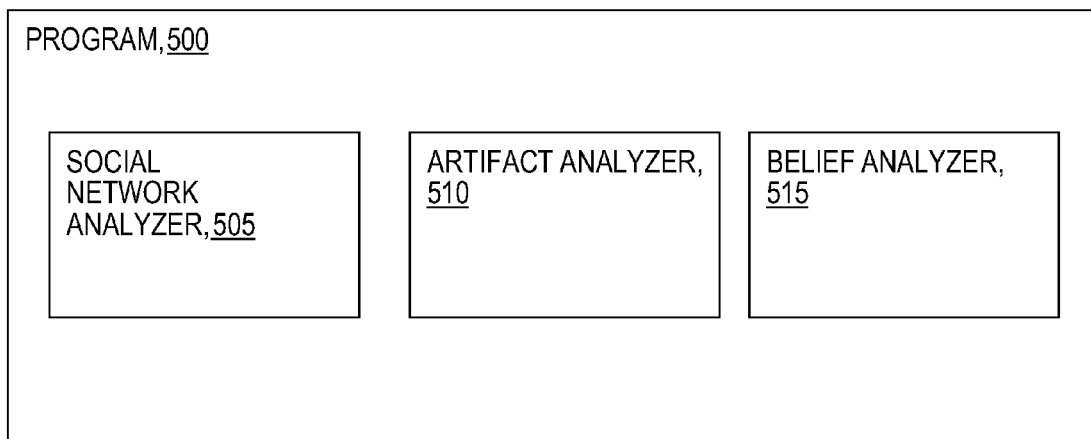 PROGRAM,500
SOCIAL
NETWORK
ANALYZER,505
ARTIFACT ANALYZER,
510
BELIEF ANALYZER,
515